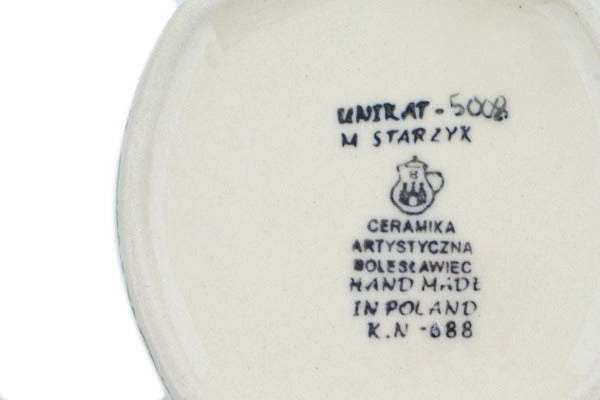 UNIKAT - 5008
M STARZYK
B
CERAMIKA
ARTYSTYCZNA
BOLESŁAWIEC
HAND MADE
IN POLAND
K.N - 688